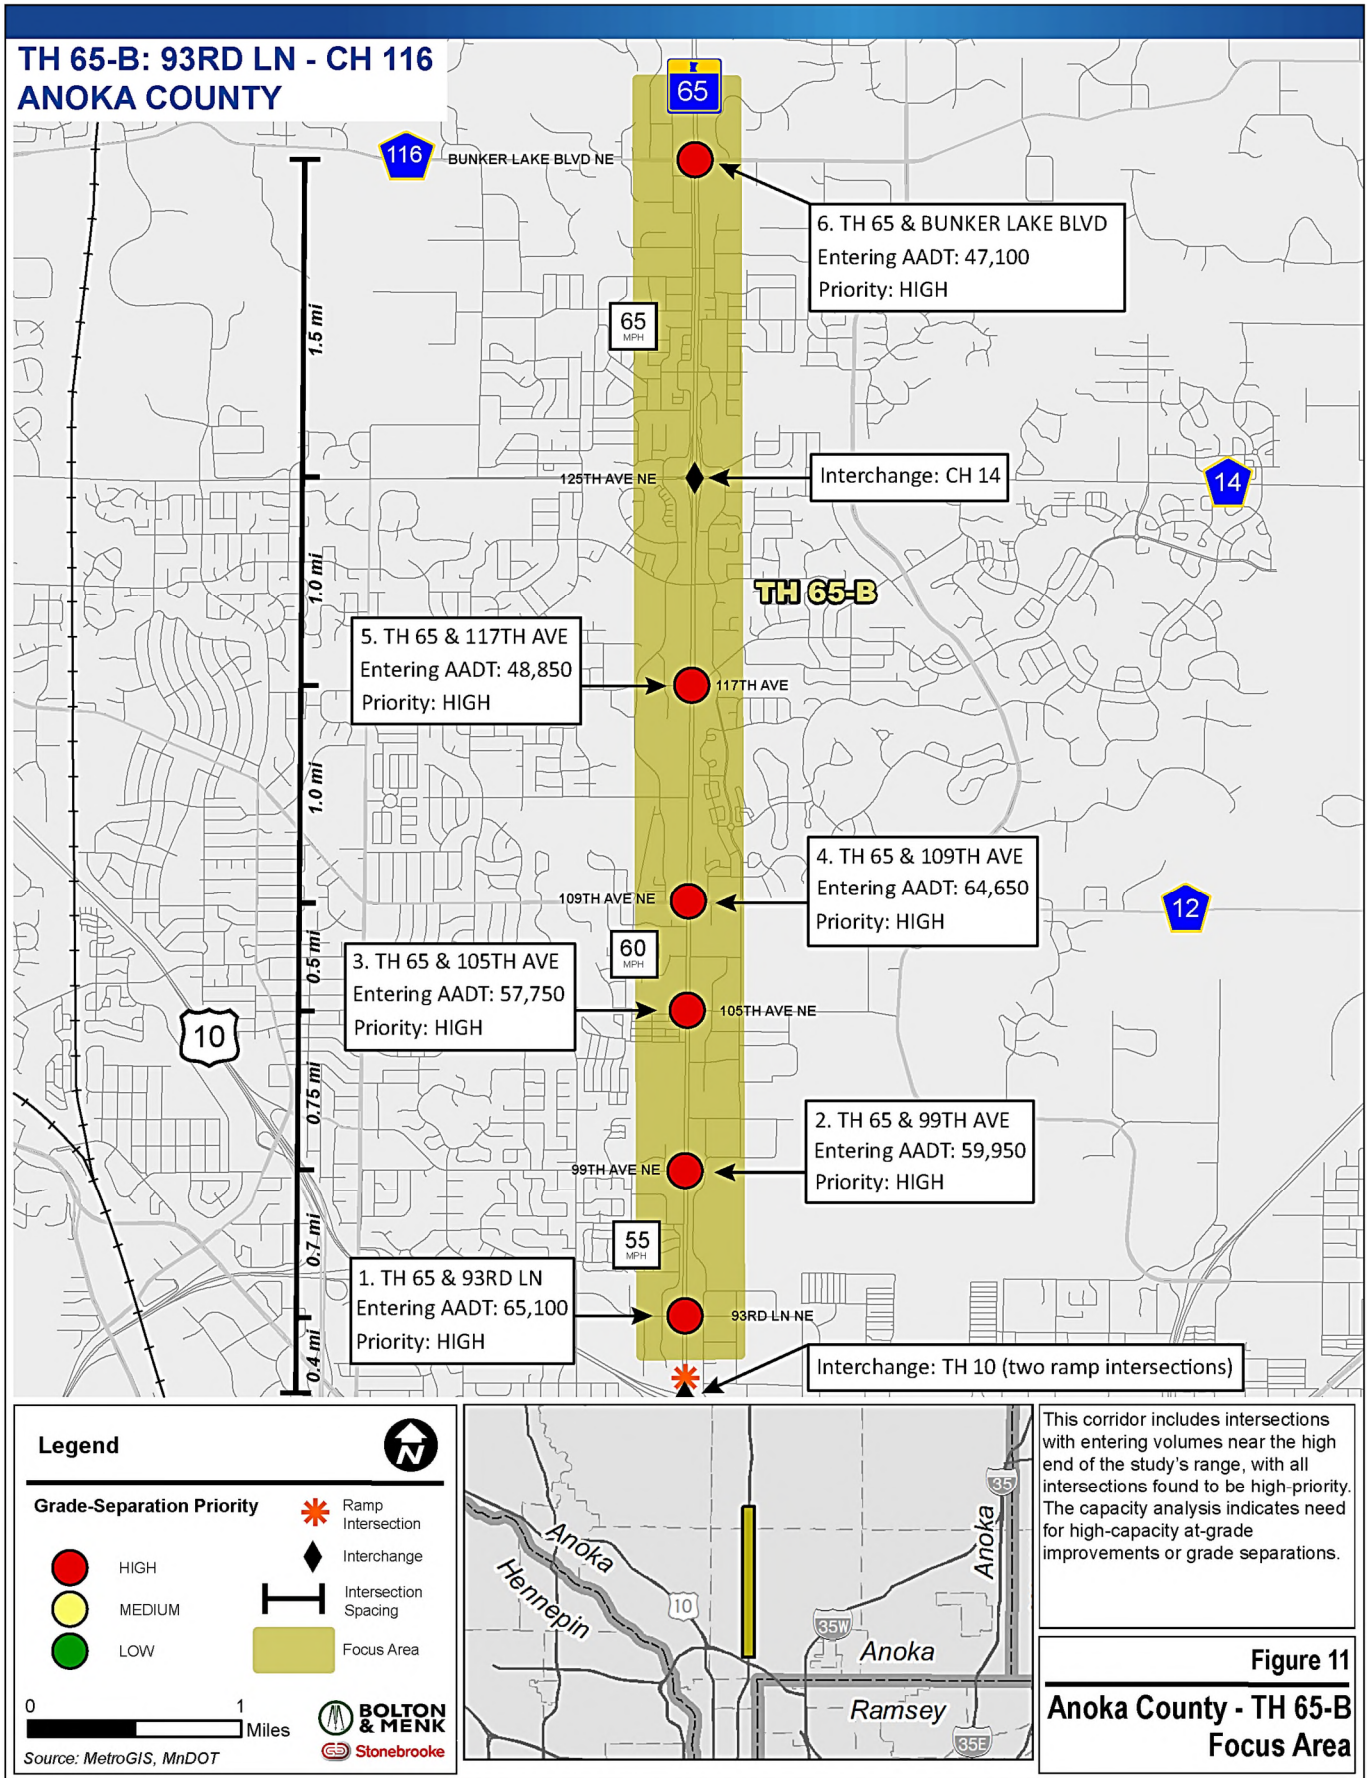 TH 65-B: 93RD LN - CH 116
ANOKA COUNTY
65
116
BUNKER LAKE BLVD NE
6. TH 65 & BUNKER LAKE BLVD
Entering AADT: 47,100
Priority: HIGH
65
MPH
1.5 mi
125TH AVE NE
Interchange: CH 14
14
1.0 mi
TH 65-B
5. TH 65 & 117TH AVE
Entering AADT: 48,850
Priority: HIGH
117TH AVE
1.0 mi
4. TH 65 & 109TH AVE
Entering AADT: 64,650
Priority: HIGH
109TH AVE NE
12
60
MPH
0.5 mi
3. TH 65 & 105TH AVE
Entering AADT: 57,750
Priority: HIGH
105TH AVE NE
10
0.75 mi
2. TH 65 & 99TH AVE
Entering AADT: 59,950
Priority: HIGH
99TH AVE NE
55
MPH
0.7 mi
1. TH 65 & 93RD LN
Entering AADT: 65,100
Priority: HIGH
93RD LN NE
0.4 mi
Interchange: TH 10 (two ramp intersections)
Legend
N
Grade-Separation Priority
HIGH
MEDIUM
LOW
Ramp
Intersection
Interchange
Intersection
Spacing
Focus Area
0 1
Miles
BOLTON
& MENK
Stonebrooke
Source: MetroGIS, MnDOT
Anoka
Hennepin
10
35W
35
Anoka
Anoka
Ramsey
35E
This corridor includes intersections
with entering volumes near the high
end of the study's range, with all
intersections found to be high-priority.
The capacity analysis indicates need
for high-capacity at-grade
improvements or grade separations.
Figure 11
Anoka County - TH 65-B
Focus Area